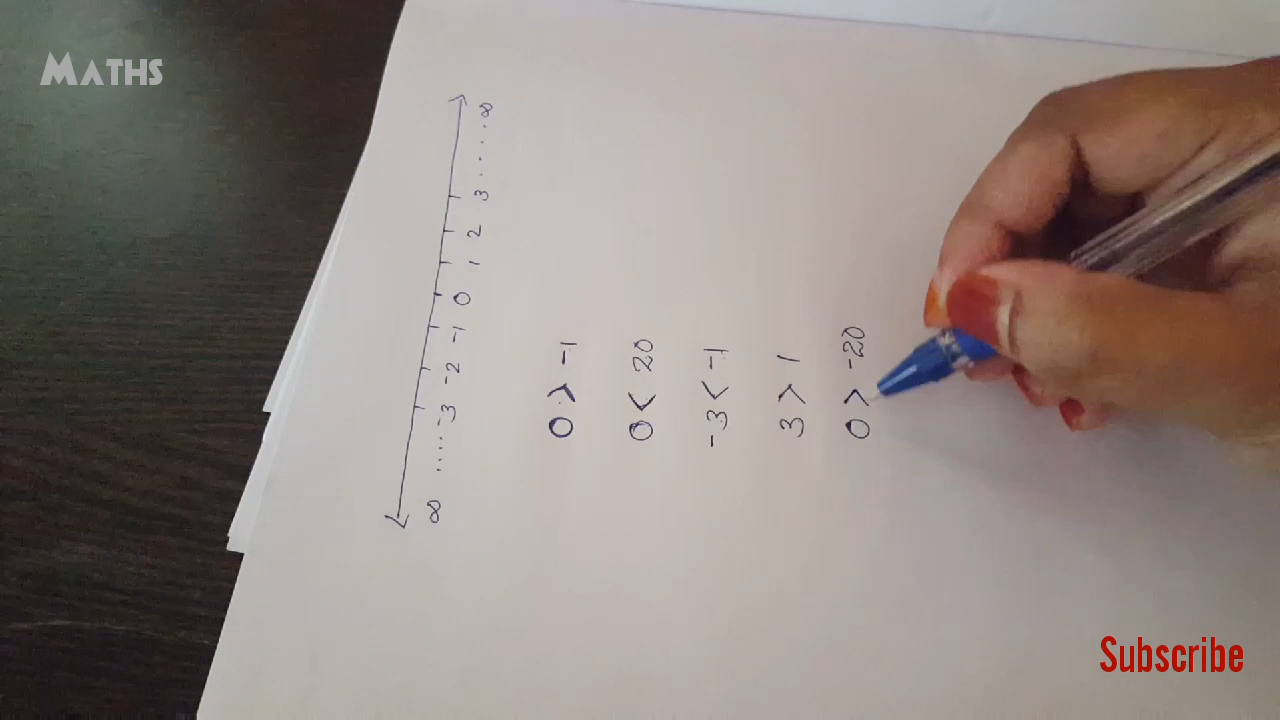 MATHS
∞ ..... -3 -2 -1 0 1 2 3 ..... ∞
0 > -1
0 < 20
-3 < -1
3 > 1
0 > -20
Subscribe